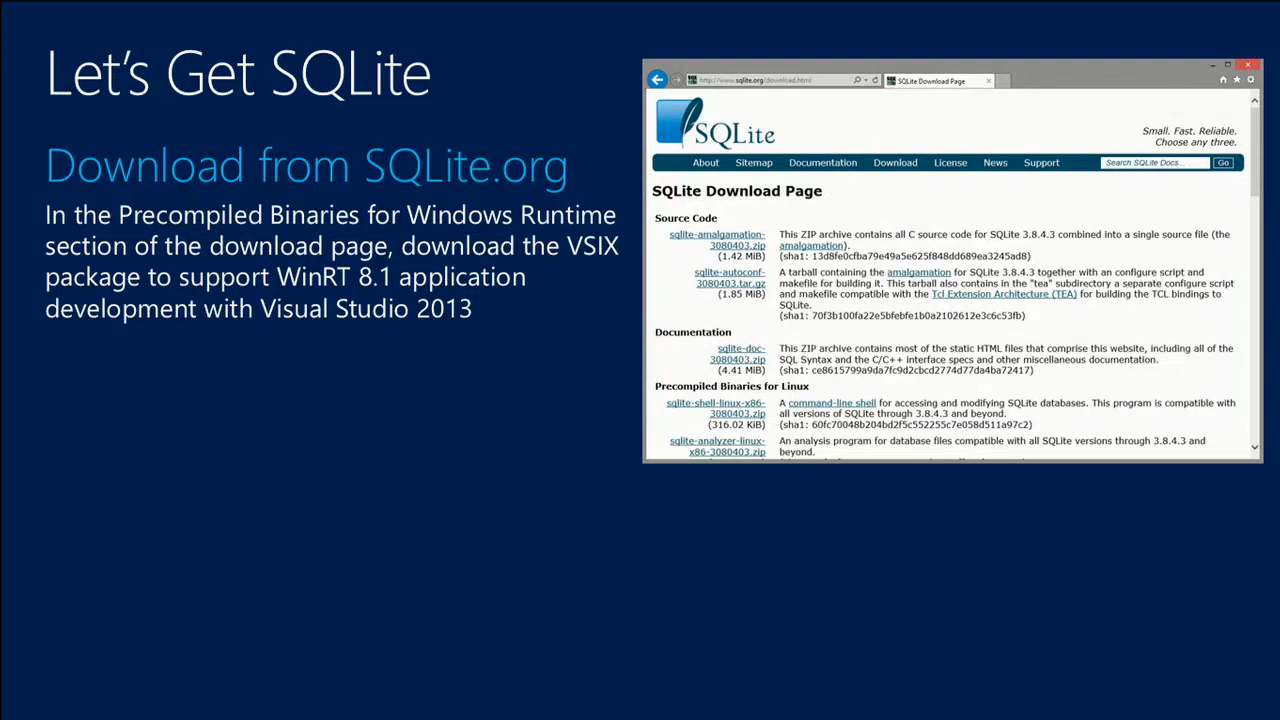 Let's Get SQLite
Download from SQLite.org
In the Precompiled Binaries for Windows Runtime
section of the download page, download the VSIX
package to support WinRT 8.1 application
development with Visual Studio 2013
http://www.sqlite.org/download.html
SQLite Download Page
SQLite
Small. Fast. Reliable.
Choose any three.
About Sitemap Documentation Download License News Support Search SQLite Docs... Go
SQLite Download Page
Source Code
sqlite-amalgamation-
3080403.zip
(1.42 MiB)
This ZIP archive contains all C source code for SQLite 3.8.4.3 combined into a single source file (the
amalgamation).
(sha1: 13d8fe0cfba79e49a5e625f848dd689ea3245ad8)
sqlite-autoconf-
3080403.tar.gz
(1.85 MiB)
A tarball containing the amalgamation for SQLite 3.8.4.3 together with an configure script and
makefile for building it. This tarball also contains in the "tea" subdirectory a separate configure script
and makefile compatible with the Tcl Extension Architecture (TEA) for building the TCL bindings to
SQLite.
(sha1: 70f3b100fa22e5bfebfe1b0a2102612e3c6c53fb)
Documentation
sqlite-doc-
3080403.zip
(4.41 MiB)
This ZIP archive contains most of the static HTML files that comprise this website, including all of the
SQL Syntax and the C/C++ interface specs and other miscellaneous documentation.
(sha1: ce8615799a9da7fc9d2cbcd2774d77da4ba72417)
Precompiled Binaries for Linux
sqlite-shell-linux-x86-
3080403.zip
(316.02 KiB)
A command-line shell for accessing and modifying SQLite databases. This program is compatible with
all versions of SQLite through 3.8.4.3 and beyond.
(sha1: 60fc70048b204bd2f5c552255c7e058d511a97c2)
sqlite-analyzer-linux-
x86-3080403.zip
An analysis program for database files compatible with all SQLite versions through 3.8.4.3 and
beyond.